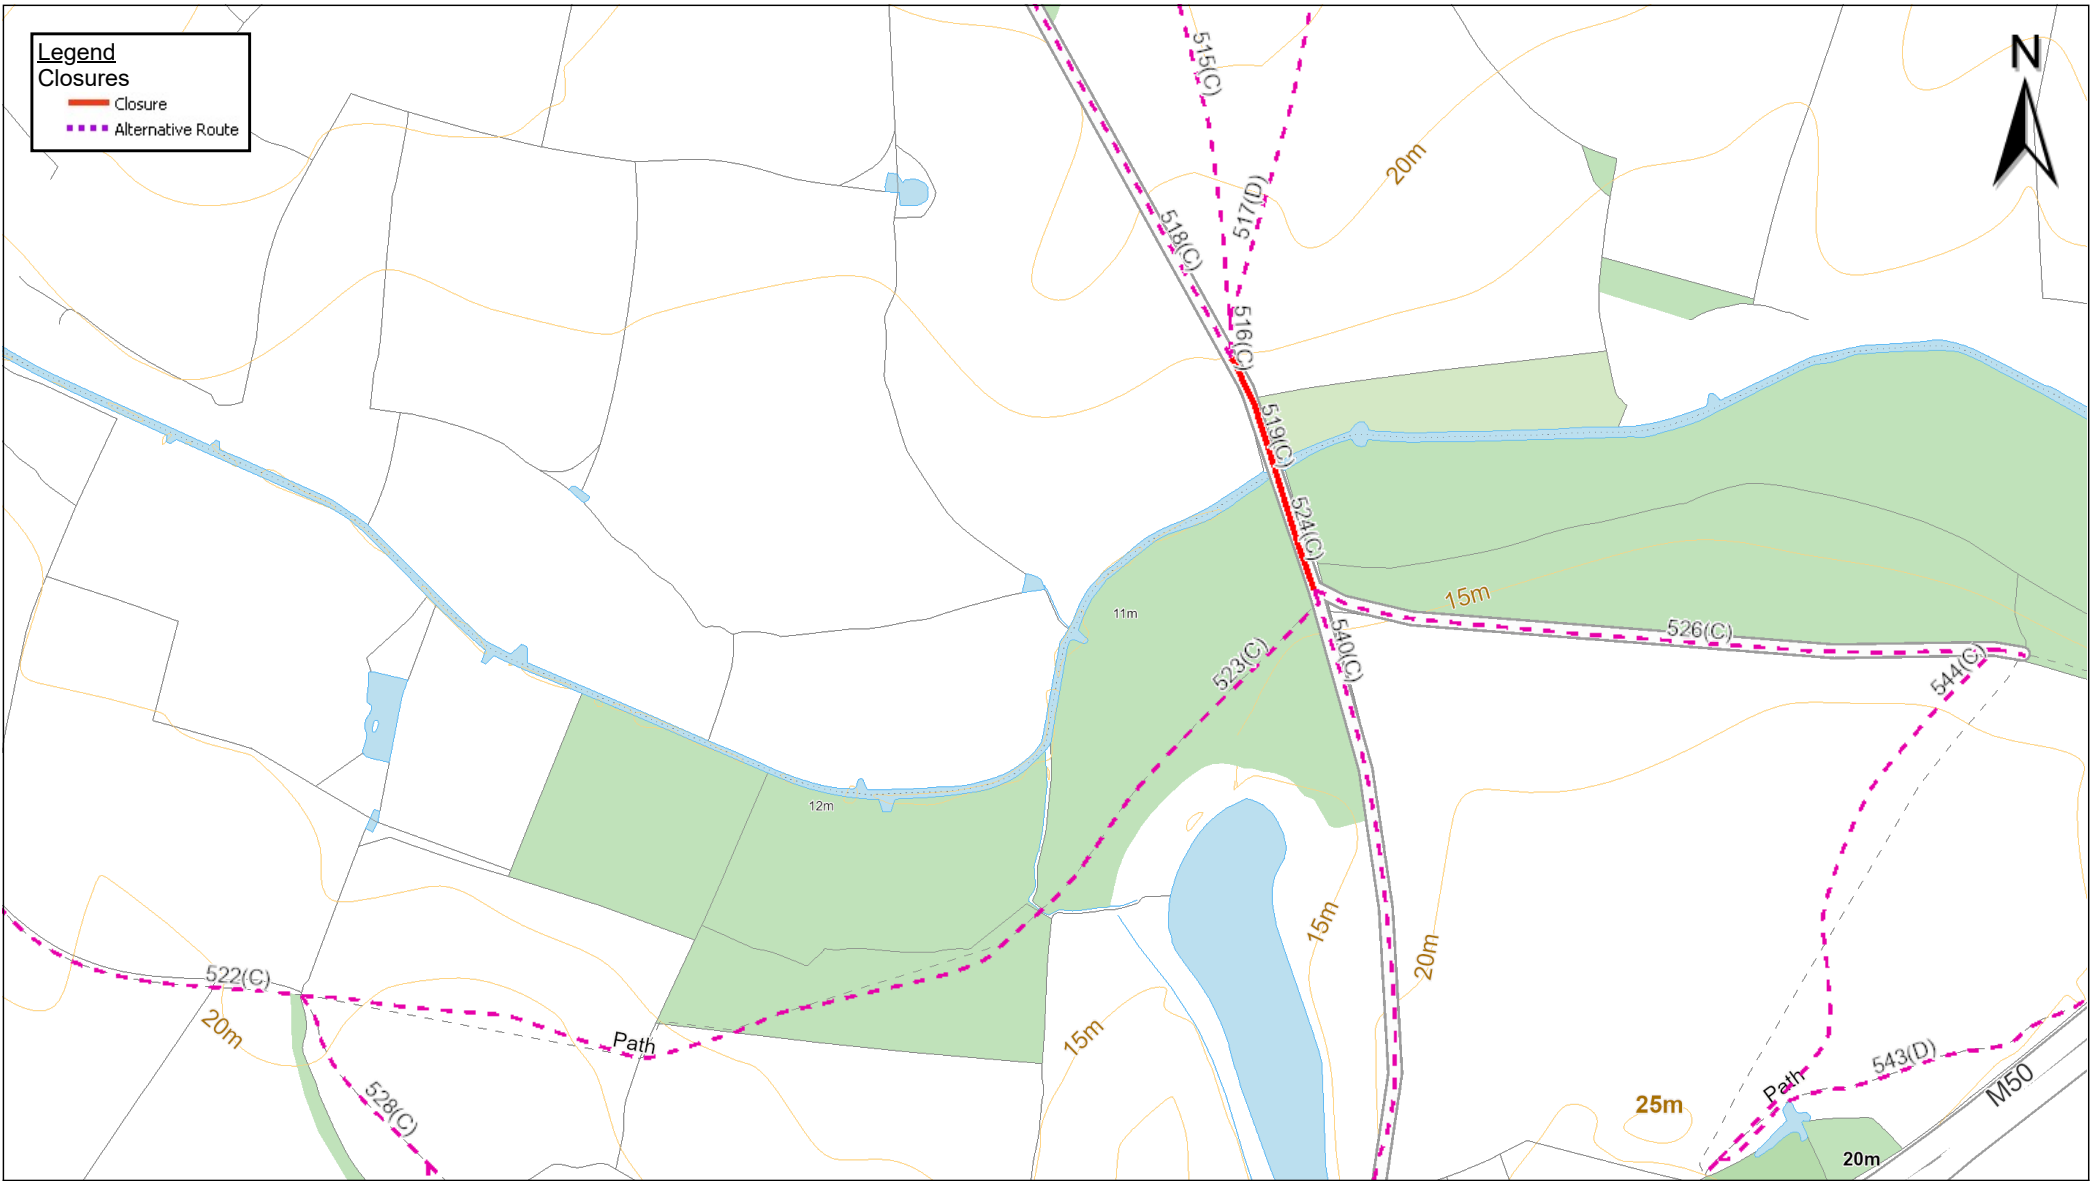 Legend
Closures
Closure
Alternative Route
N
515(C)
517(D)
20m
518(C)
516(C)
519(C)
524(C)
15m
11m
526(C)
540(C)
523(C)
544(C)
12m
15m
20m
522(C)
20m
Path
15m
528(C)
543(D)
Path
M50
25m
20m